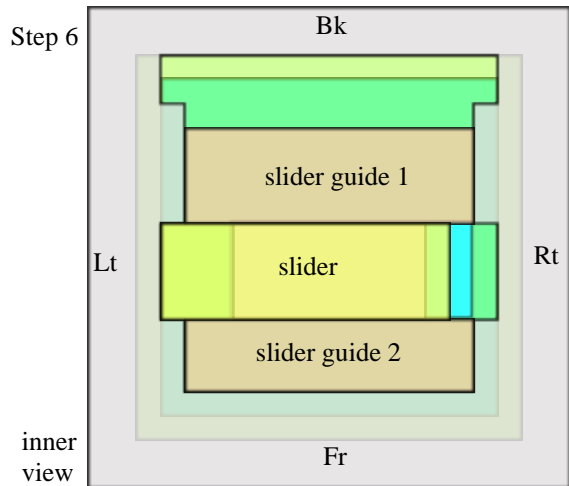 Step 6
Bk
slider guide 1
Lt
slider
Rt
slider guide 2
inner
view
Fr